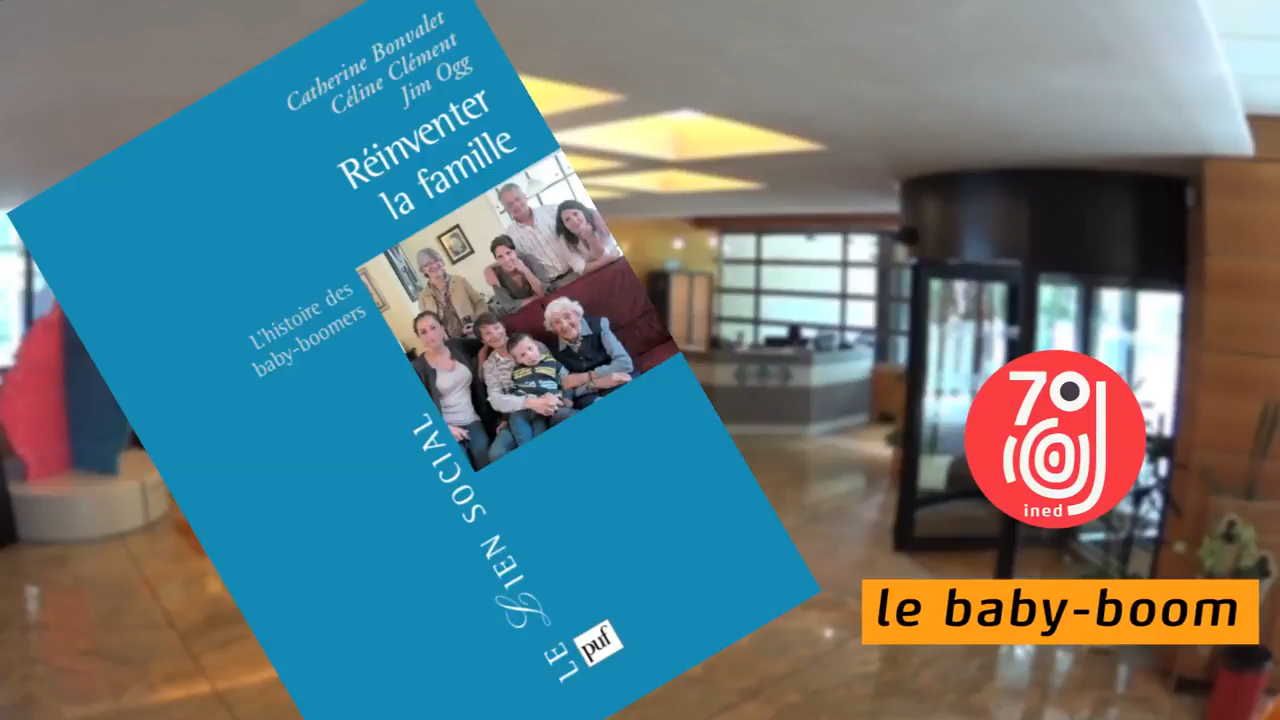 Catherine Bonvalet
Céline Clément
Jim Ogg
Réinventer
la famille
L'histoire des
baby-boomers
LE LIEN SOCIAL
puf
70
ined
le baby-boom